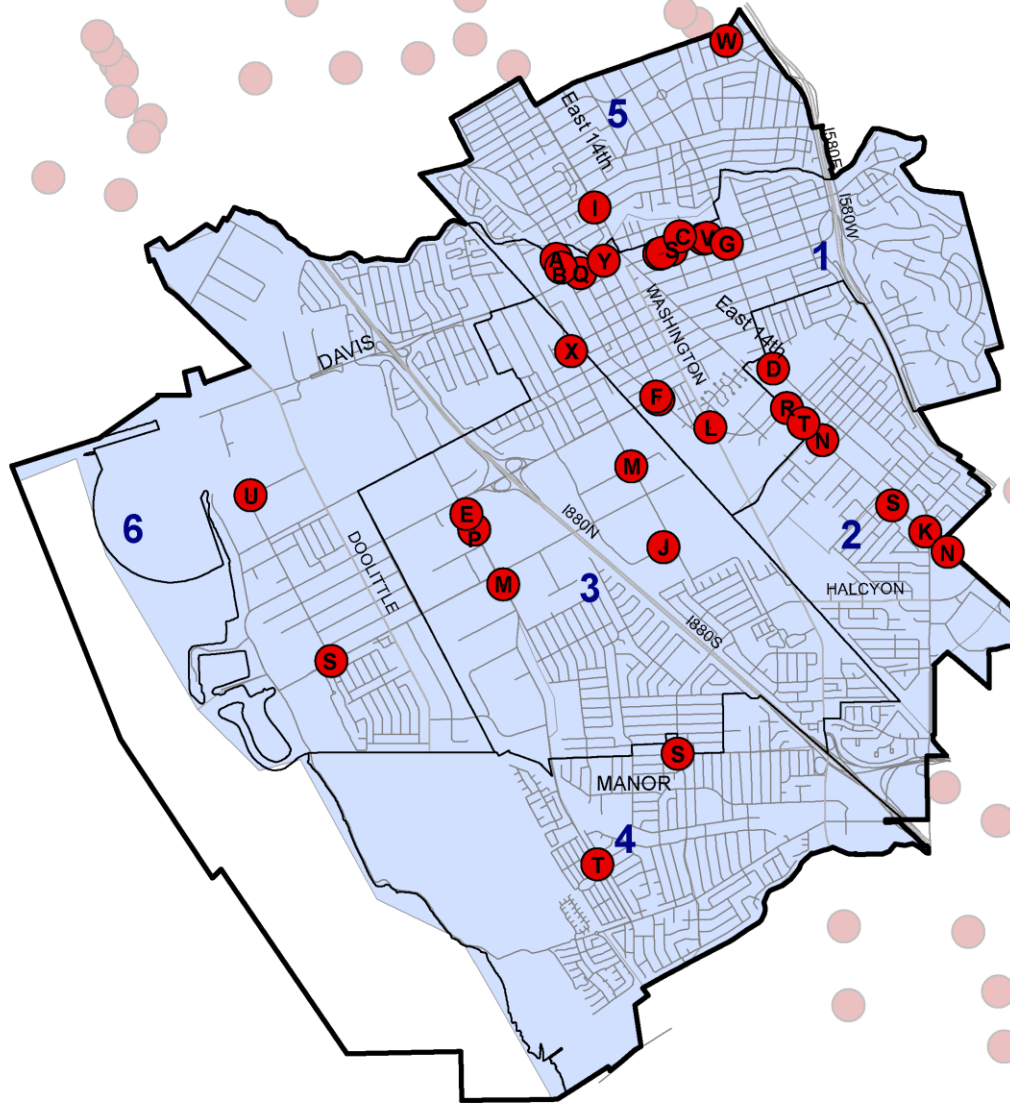 W
5
East 14th
I580E
I
I580W
C
V
G
S
1
A
B
Q
Y
WASHINGTON
East 14th
DAVIS
X
D
F
R
T
L
N
M
U
E
P
S
6
I880N
2
K
N
J
DOOLITTLE
M
3
HALCYON
I880S
S
S
MANOR
4
T